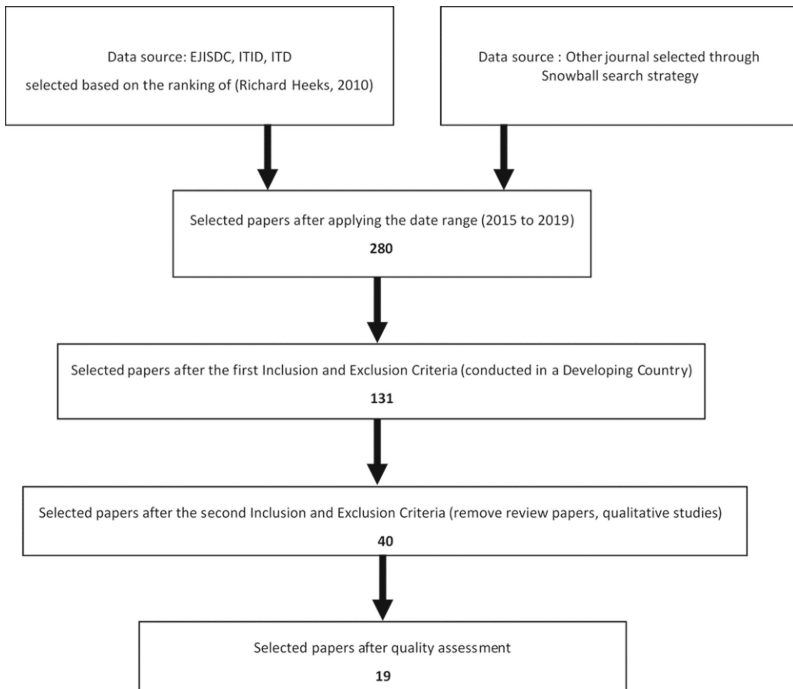 Data source: EJISDC, ITID, ITD
selected based on the ranking of (Richard Heeks, 2010)
Data source : Other journal selected through
Snowball search strategy
Selected papers after applying the date range (2015 to 2019)
280
Selected papers after the first Inclusion and Exclusion Criteria (conducted in a Developing Country)
131
Selected papers after the second Inclusion and Exclusion Criteria (remove review papers, qualitative studies)
40
Selected papers after quality assessment
19